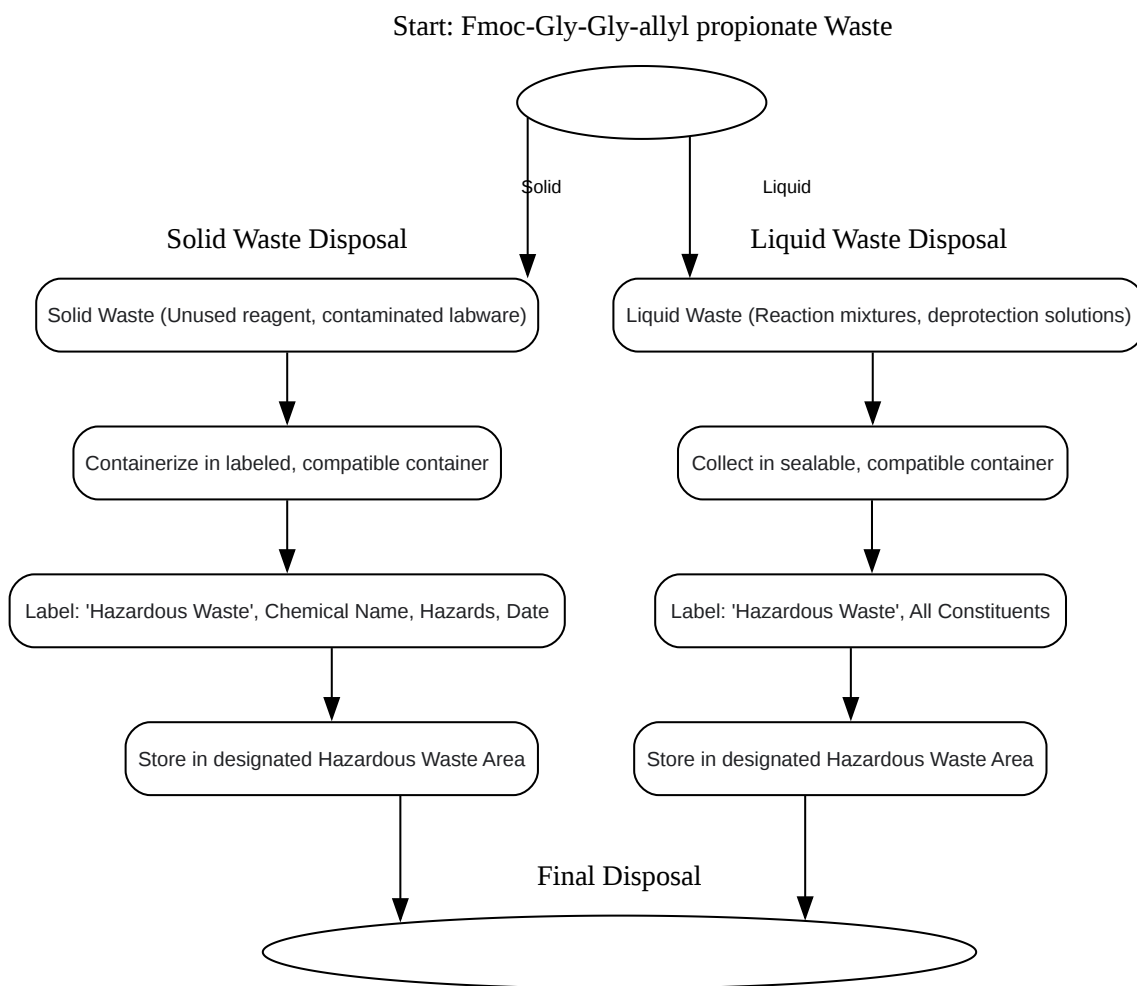 Start: Fmoc-Gly-Gly-allyl propionate Waste
Solid
Liquid
Solid Waste Disposal
Liquid Waste Disposal
Solid Waste (Unused reagent, contaminated labware)
Liquid Waste (Reaction mixtures, deprotection solutions)
Containerize in labeled, compatible container
Collect in sealable, compatible container
Label: 'Hazardous Waste', Chemical Name, Hazards, Date
Label: 'Hazardous Waste', All Constituents
Store in designated Hazardous Waste Area
Store in designated Hazardous Waste Area
Final Disposal